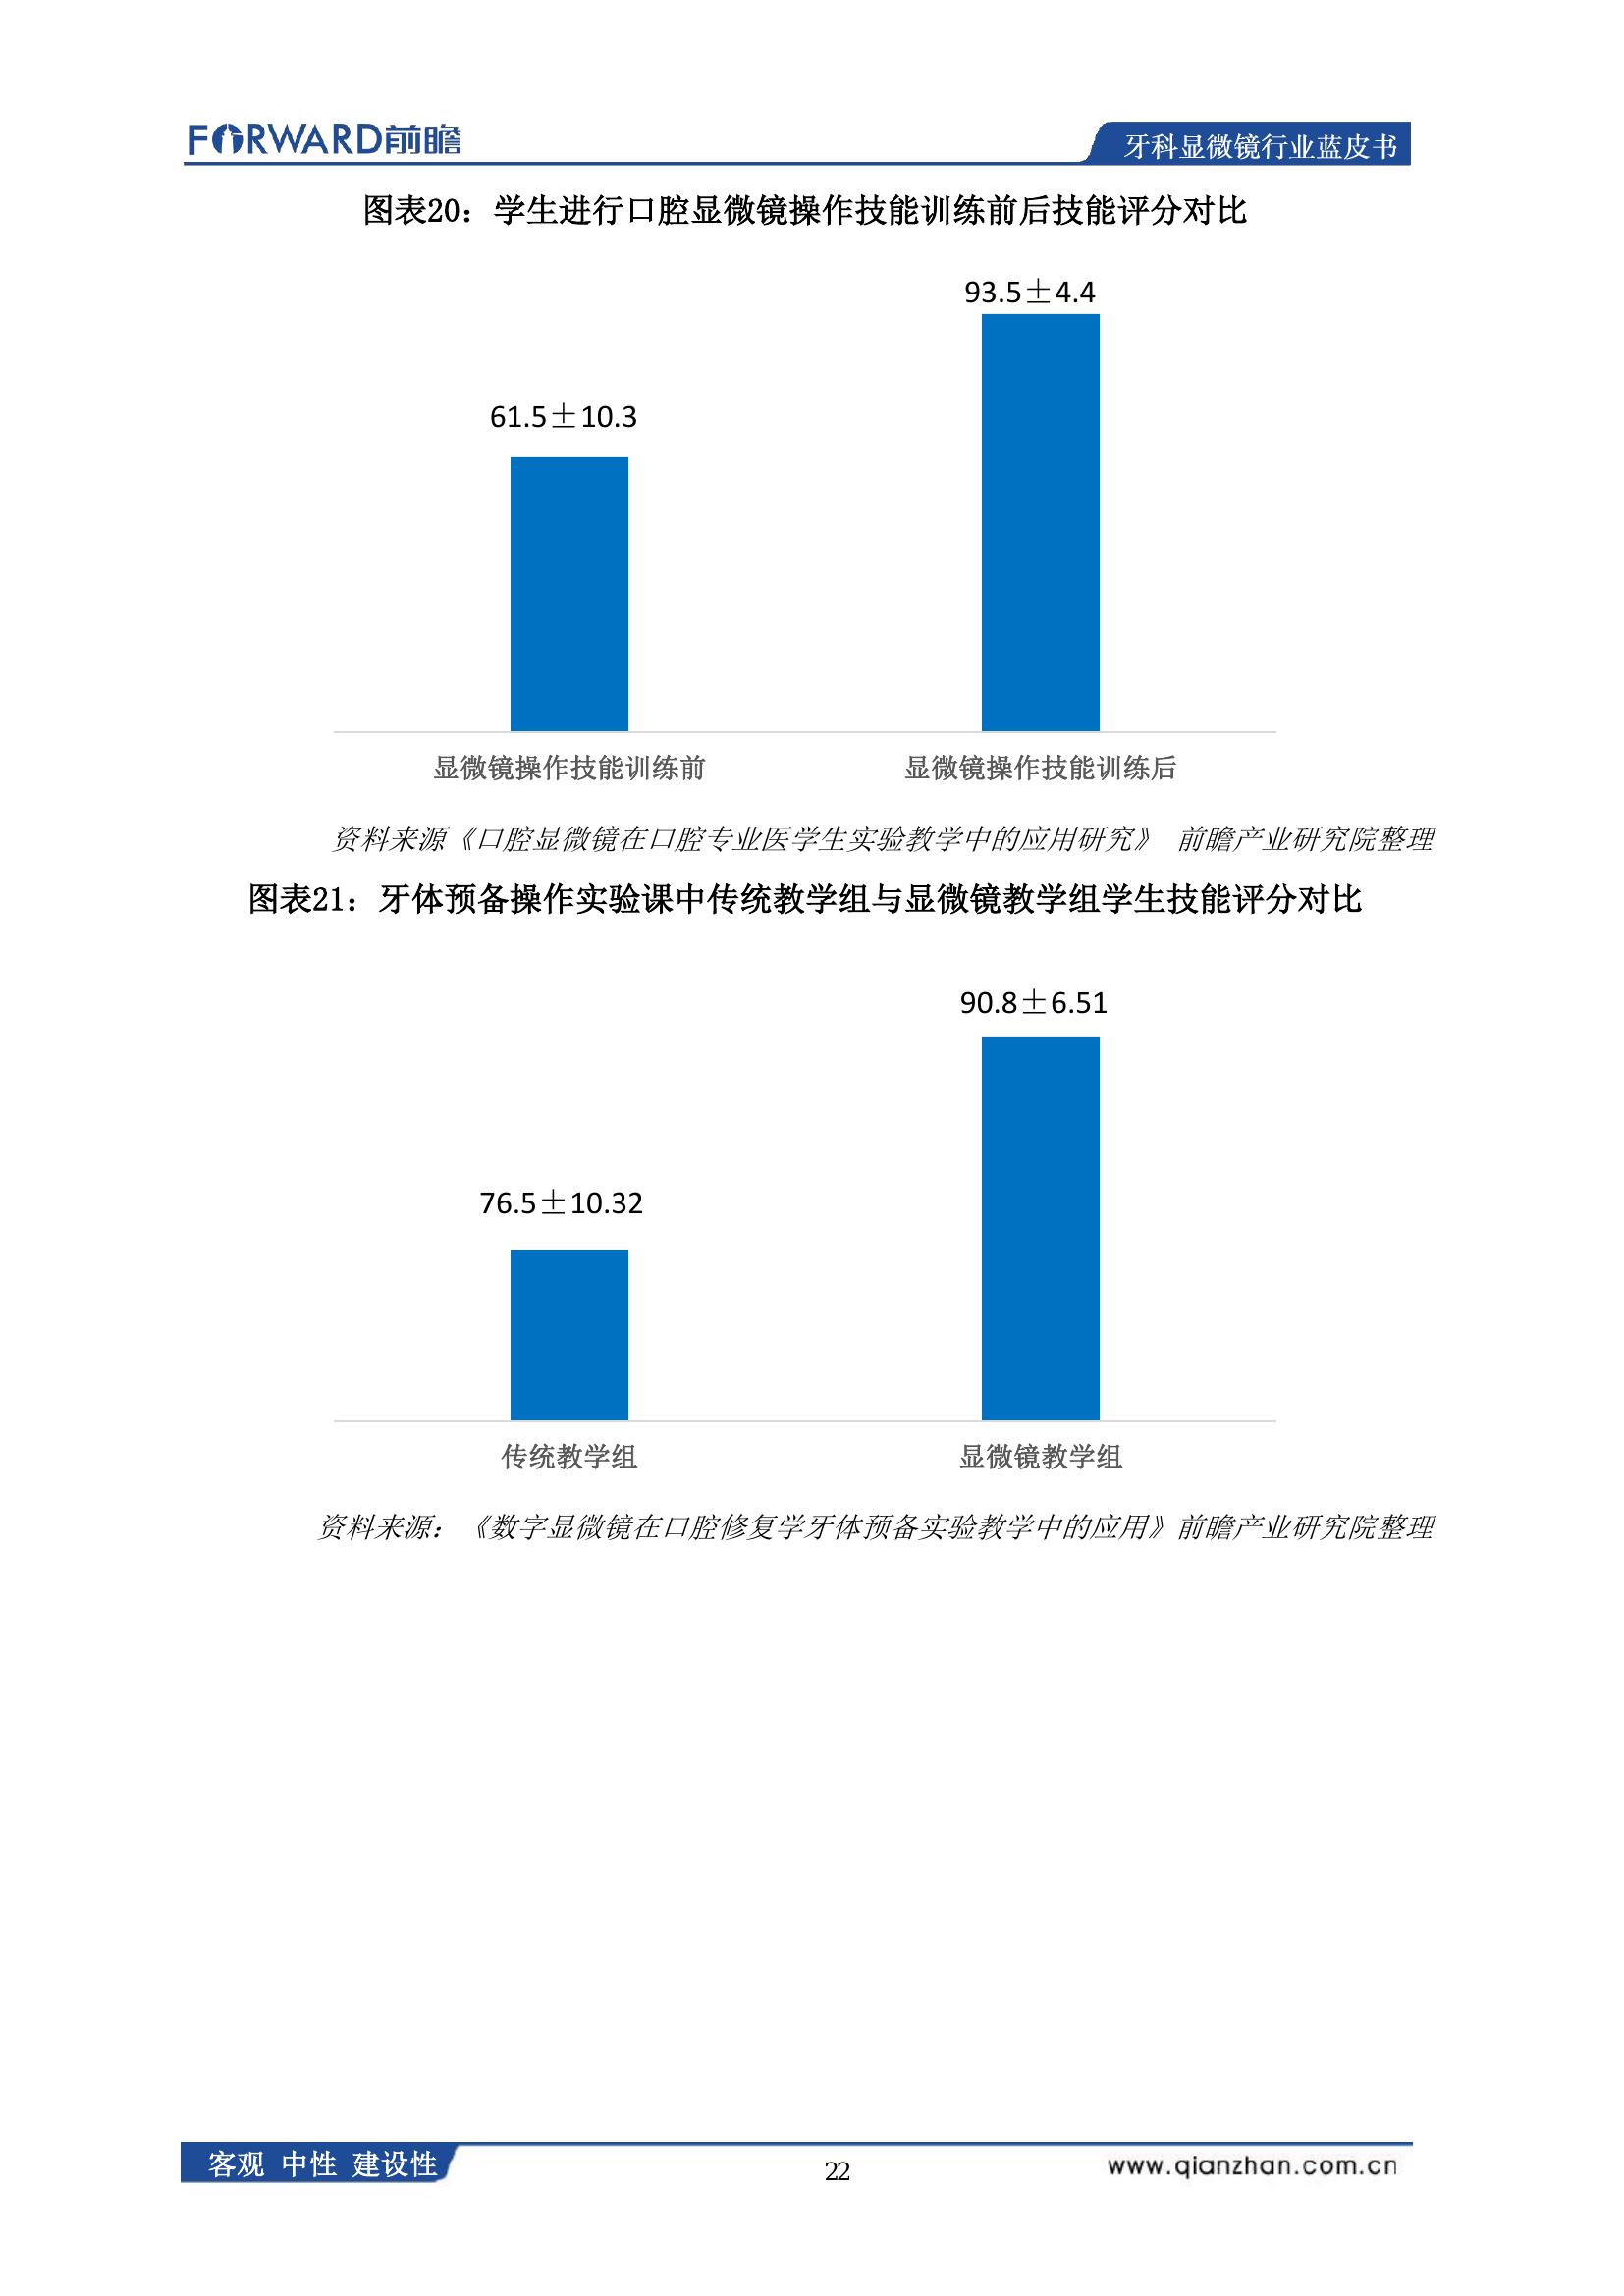 FORWARD前瞻
牙科显微镜行业蓝皮书
图表20：学生进行口腔显微镜操作技能训练前后技能评分对比
93.5±4.4
61.5±10.3
显微镜操作技能训练前 显微镜操作技能训练后
资料来源《口腔显微镜在口腔专业医学生实验教学中的应用研究》 前瞻产业研究院整理
图表21：牙体预备操作实验课中传统教学组与显微镜教学组学生技能评分对比
90.8±6.51
76.5±10.32
传统教学组 显微镜教学组
资料来源：《数字显微镜在口腔修复学牙体预备实验教学中的应用》前瞻产业研究院整理
客观 中性 建设性
22
www.qianzhan.com.cn